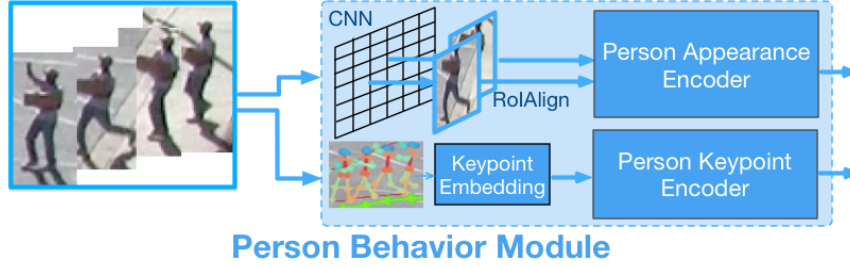 CNN
RoIAlign
Person Appearance
Encoder
Keypoint
Embedding
Person Keypoint
Encoder
Person Behavior Module